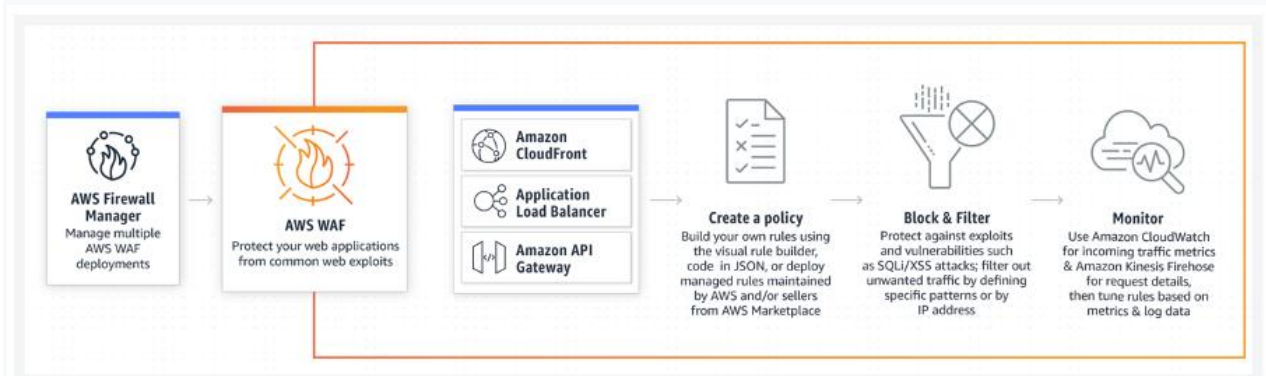 AWS Firewall
Manager
Manage multiple
AWS WAF
deployments
AWS WAF
Protect your web applications
from common web exploits
Amazon
CloudFront
Application
Load Balancer
Amazon API
Gateway
Create a policy
Build your own rules using
the visual rule builder,
code in JSON, or deploy
managed rules maintained
by AWS and/or sellers
from AWS Marketplace
Block & Filter
Protect against exploits
and vulnerabilities such
as SQLi/XSS attacks; filter out
unwanted traffic by defining
specific patterns or by
IP address
Monitor
Use Amazon CloudWatch
for incoming traffic metrics
& Amazon Kinesis Firehose
for request details,
then tune rules based on
metrics & log data